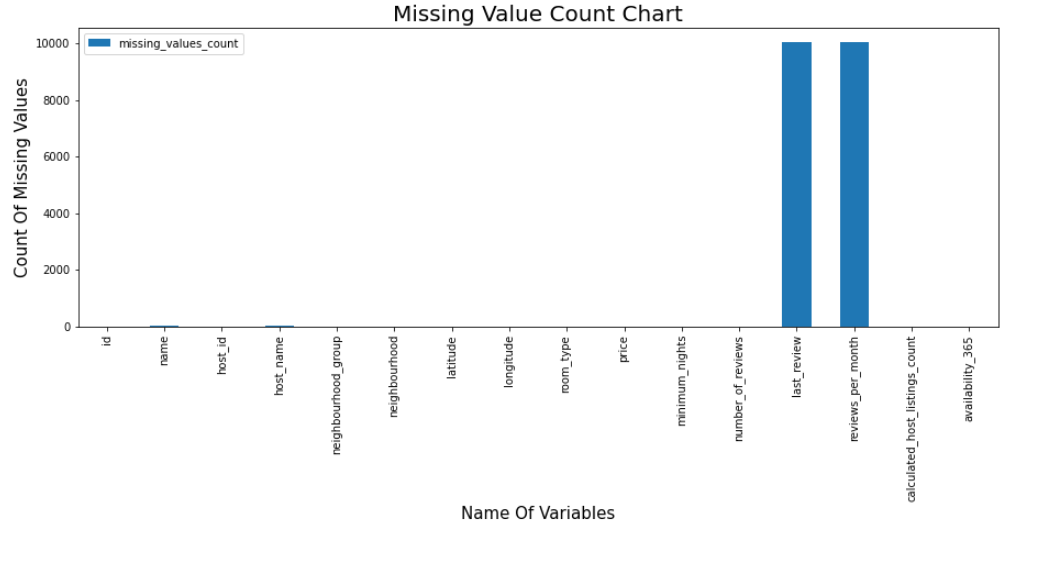 Missing Value Count Chart
missing_values_count
Count Of Missing Values
10000
8000
6000
4000
2000
0
id
name
host_id
host_name
neighbourhood_group
neighbourhood
latitude
longitude
room_type
price
minimum_nights
number_of_reviews
last_review
reviews_per_month
calculated_host_listings_count
availability_365
Name Of Variables